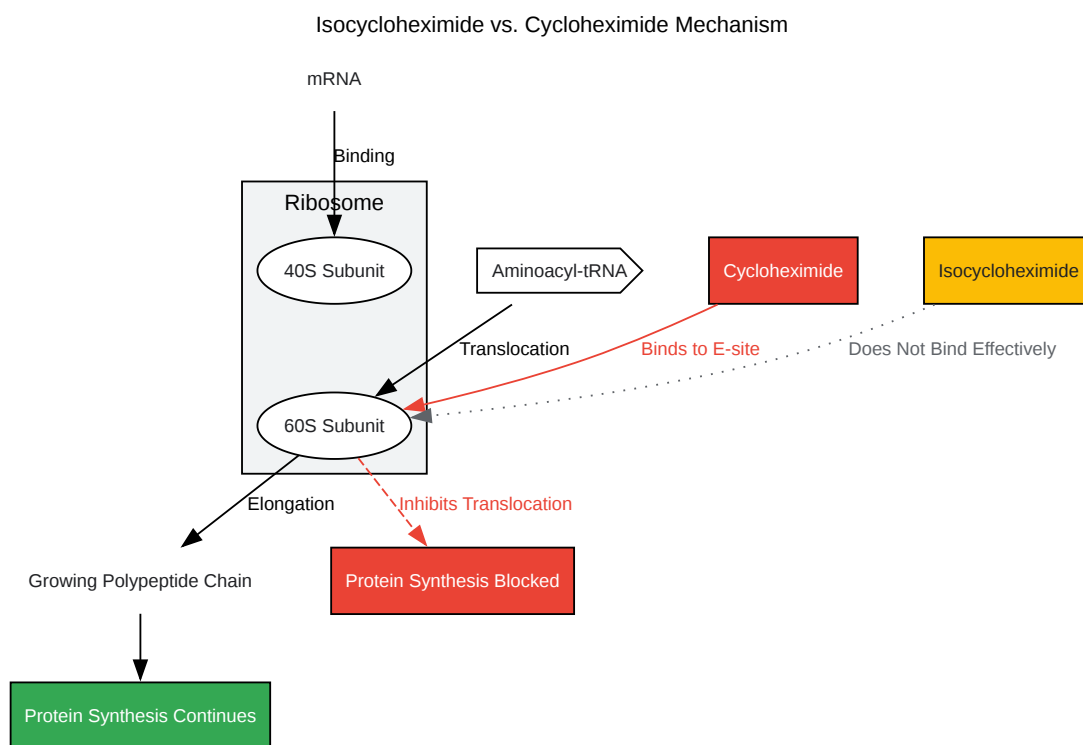 Isocycloheximide vs. Cycloheximide Mechanism
mRNA
Binding
Ribosome
40S Subunit
Aminoacyl-tRNA
Cycloheximide
Isocycloheximide
Translocation
Binds to E-site
Does Not Bind Effectively
60S Subunit
Elongation
Inhibits Translocation
Growing Polypeptide Chain
Protein Synthesis Blocked
Protein Synthesis Continues